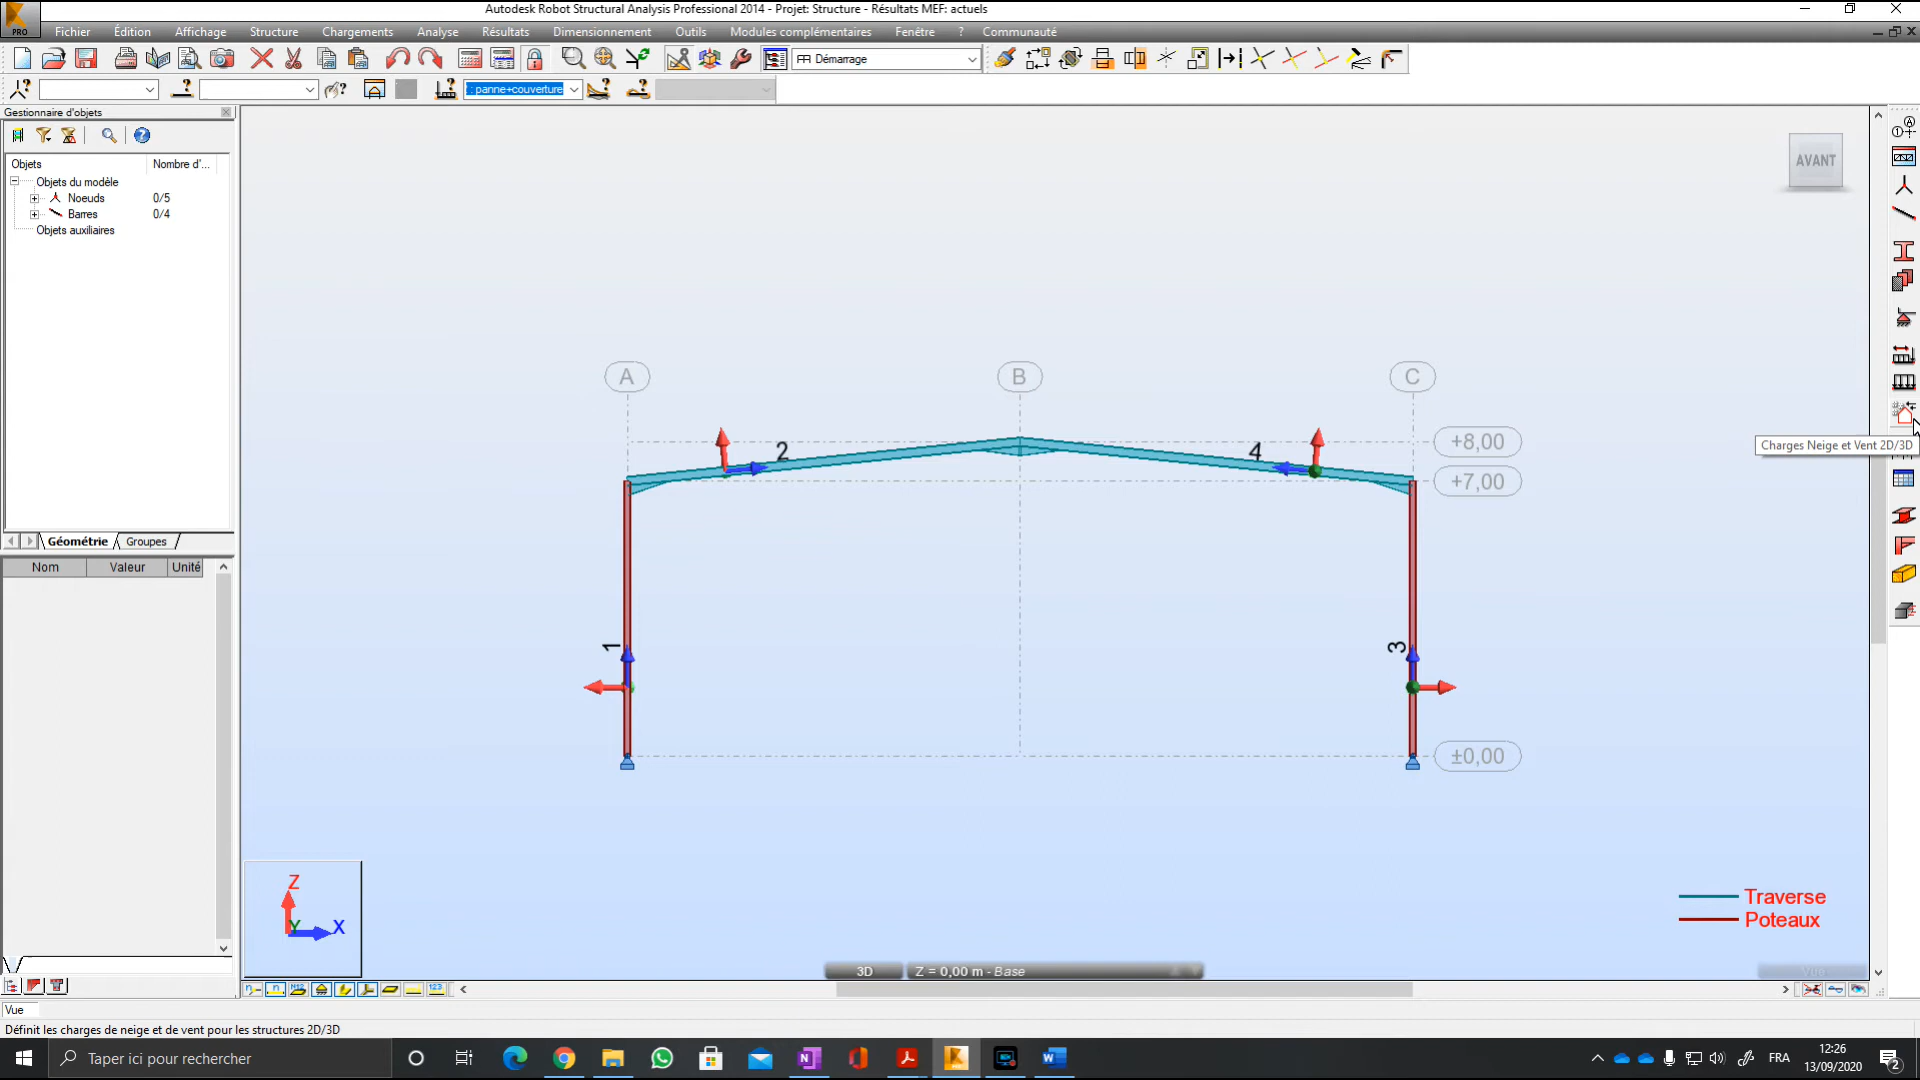 Autodesk Robot Structural Analysis Professional 2014 - Projet: Structure - Résultats MEF: actuels
PRO
Fichier Édition Affichage Structure Chargements Analyse Résultats Dimensionnement Outils Modules complémentaires Fenêtre ? Communauté
Démarrage
: panne+couverture
Gestionnaire d'objets
Objets Nombre d'...
Objets du modèle
Noeuds 0/5
Barres 0/4
Objets auxiliaires
Géométrie Groupes
Nom Valeur Unité
AVANT
A B C
+8,00
+7,00
±0,00
2 4
1 3
Charges Neige et Vent 2D/3D
Traverse
Poteaux
Z
Y X
3D Z = 0,00 m - Base
Vue
Vue
Définit les charges de neige et de vent pour les structures 2D/3D
Taper ici pour rechercher
FRA
12:26
13/09/2020
2